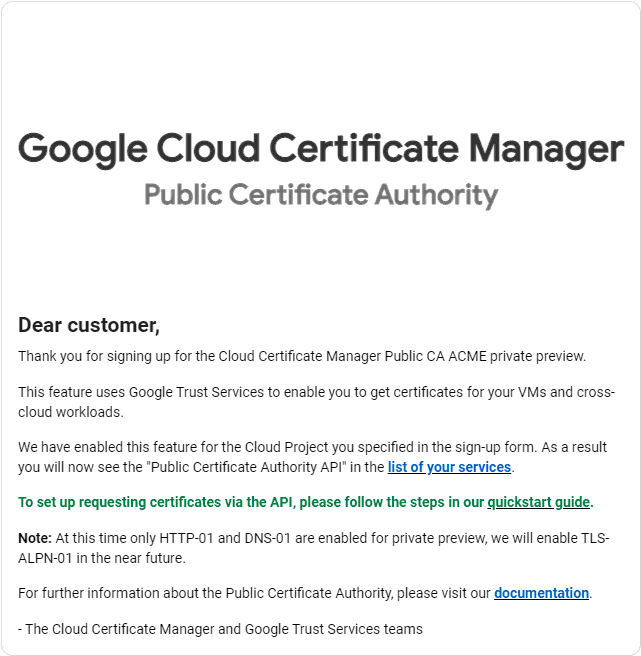 Google Cloud Certificate Manager
Public Certificate Authority
Dear customer,
Thank you for signing up for the Cloud Certificate Manager Public CA ACME private preview.
This feature uses Google Trust Services to enable you to get certificates for your VMs and cross-
cloud workloads.
We have enabled this feature for the Cloud Project you specified in the sign-up form. As a result
you will now see the "Public Certificate Authority API" in the list of your services.
To set up requesting certificates via the API, please follow the steps in our quickstart guide.
Note: At this time only HTTP-01 and DNS-01 are enabled for private preview, we will enable TLS-
ALPN-01 in the near future.
For further information about the Public Certificate Authority, please visit our documentation.
- The Cloud Certificate Manager and Google Trust Services teams